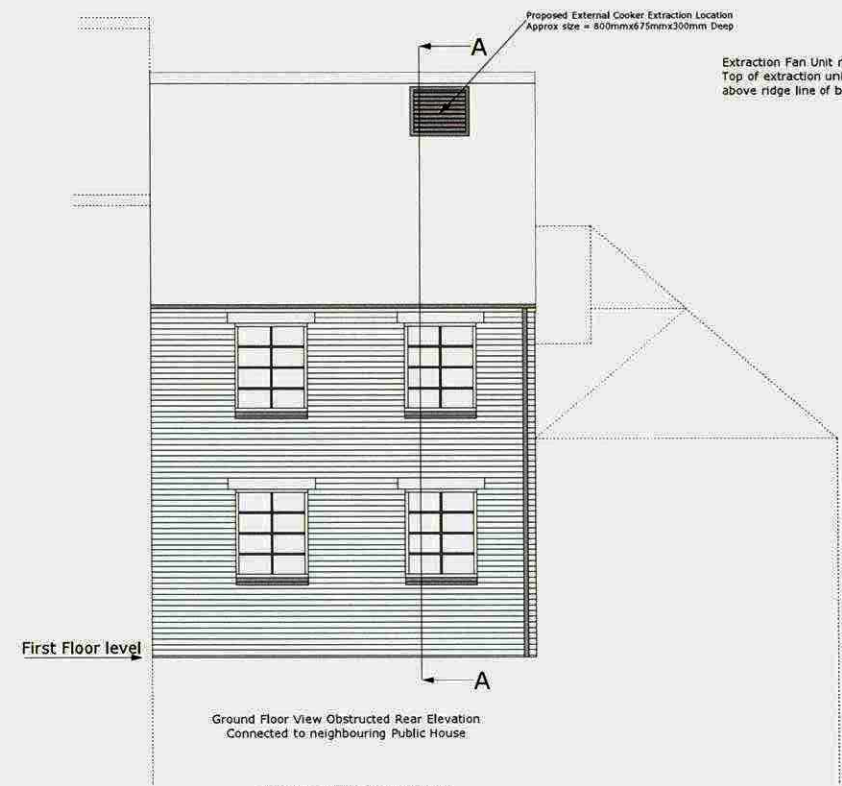 Proposed External Cooker Extraction Location
Approx size = 800mmx675mmx300mm Deep
A
Extraction Fan Unit
Top of extraction
above ridge line of
First Floor level
A
Ground Floor View Obstructed Rear Elevation
Connected to neighbouring Public House